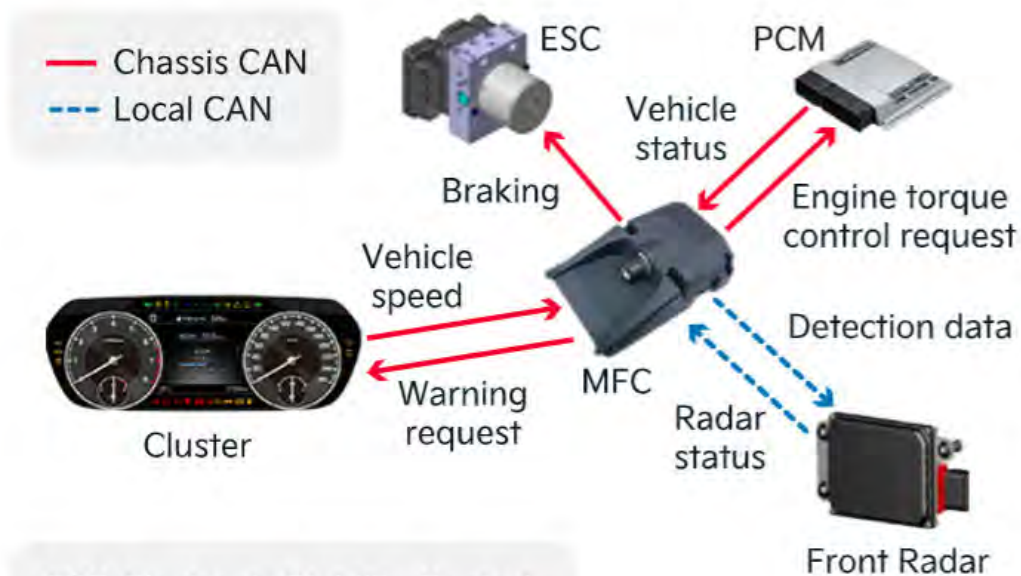 Chassis CAN
Local CAN
ESC
PCM
Vehicle
status
Braking
Engine torque
control request
Vehicle
speed
Detection data
Warning
request
MFC
Radar
status
Cluster
Front Radar